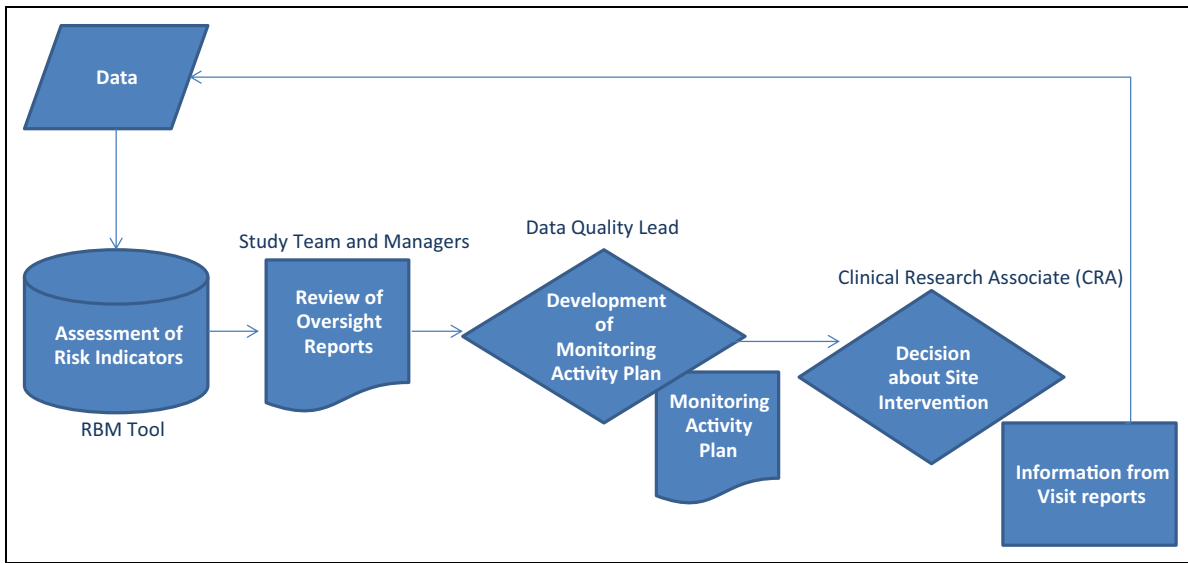 Data
Study Team and Managers
Data Quality Lead
Clinical Research Associate (CRA)
Assessment of
Risk Indicators
RBM Tool
Review of
Oversight
Reports
Development
of
Monitoring
Activity Plan
Monitoring
Activity
Plan
Decision
about Site
Intervention
Information from
Visit reports